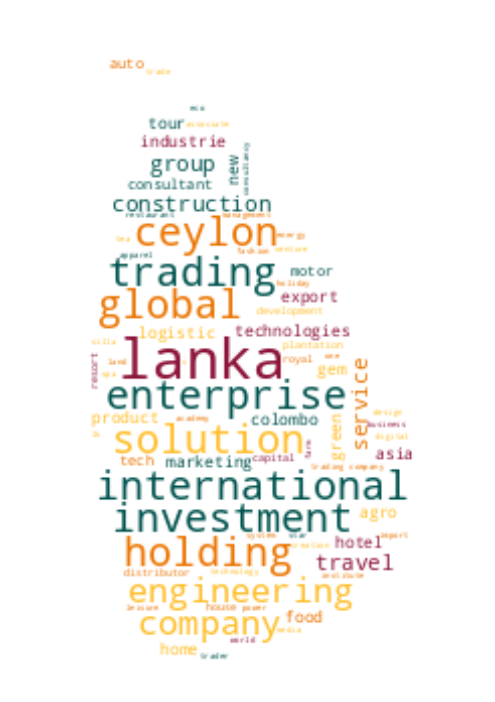 auto
trade
eco
tour associate
industrie
consultancy
group
new
consultant
construction
restaurant management
ceylon energy
tea fashion venture
apparel
trading motor
holiday
global export
development
logistic technologies
villa plantation
lanka royal one
land
resort
spa gem
enterprise service
product academy colombo design
business
green
solution digital
farm asia
tech marketing capital
trading company
international
investment agro
system star import
holding creation hotel
travel
distributor technology institute
engineering
leisure house power
company food
media
world
home trader